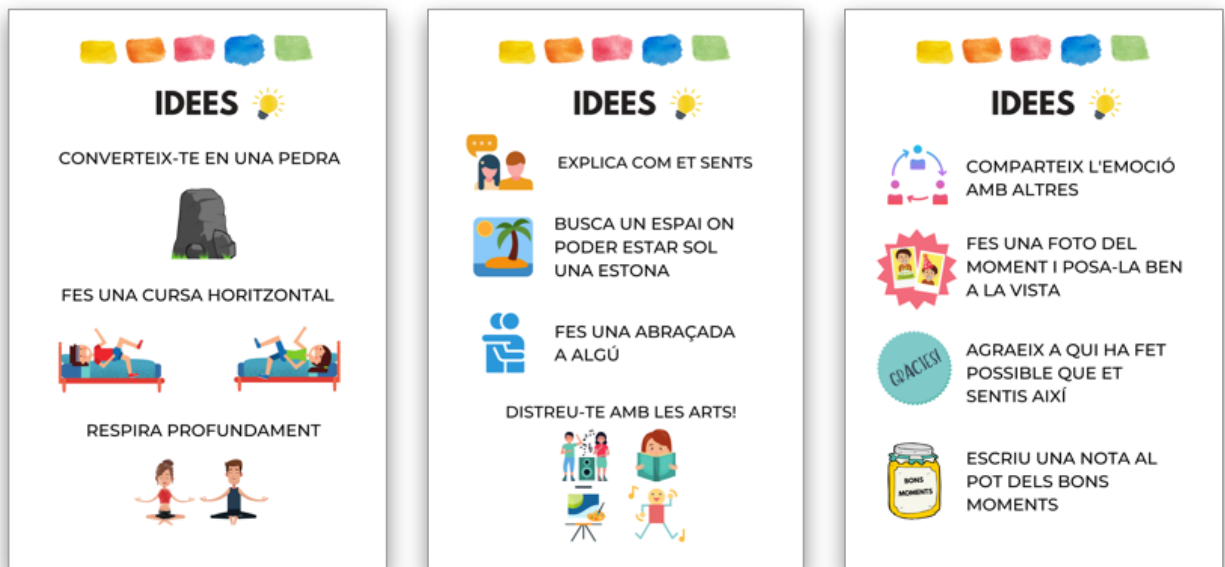 IDEES
CONVERTEIX-TE EN UNA PEDRA
FES UNA CURSA HORITZONTAL
RESPIRA PROFUNDAMENT
IDEES
EXPLICA COM ET SENTS
BUSCA UN ESPAI ON
PODER ESTAR SOL
UNA ESTONA
FES UNA ABRAÇADA
A ALGÚ
DISTREU-TE AMB LES ARTS!
IDEES
COMPARTEIX L'EMOCIÓ
AMB ALTRES
FES UNA FOTO DEL
MOMENT I POSA-LA BEN
A LA VISTA
GRÀCIES!
AGRAEIX A QUI HA FET
POSSIBLE QUE ET
SENTIS AIXÍ
BONS
MOMENTS
ESCRIU UNA NOTA AL
POT DELS BONS
MOMENTS